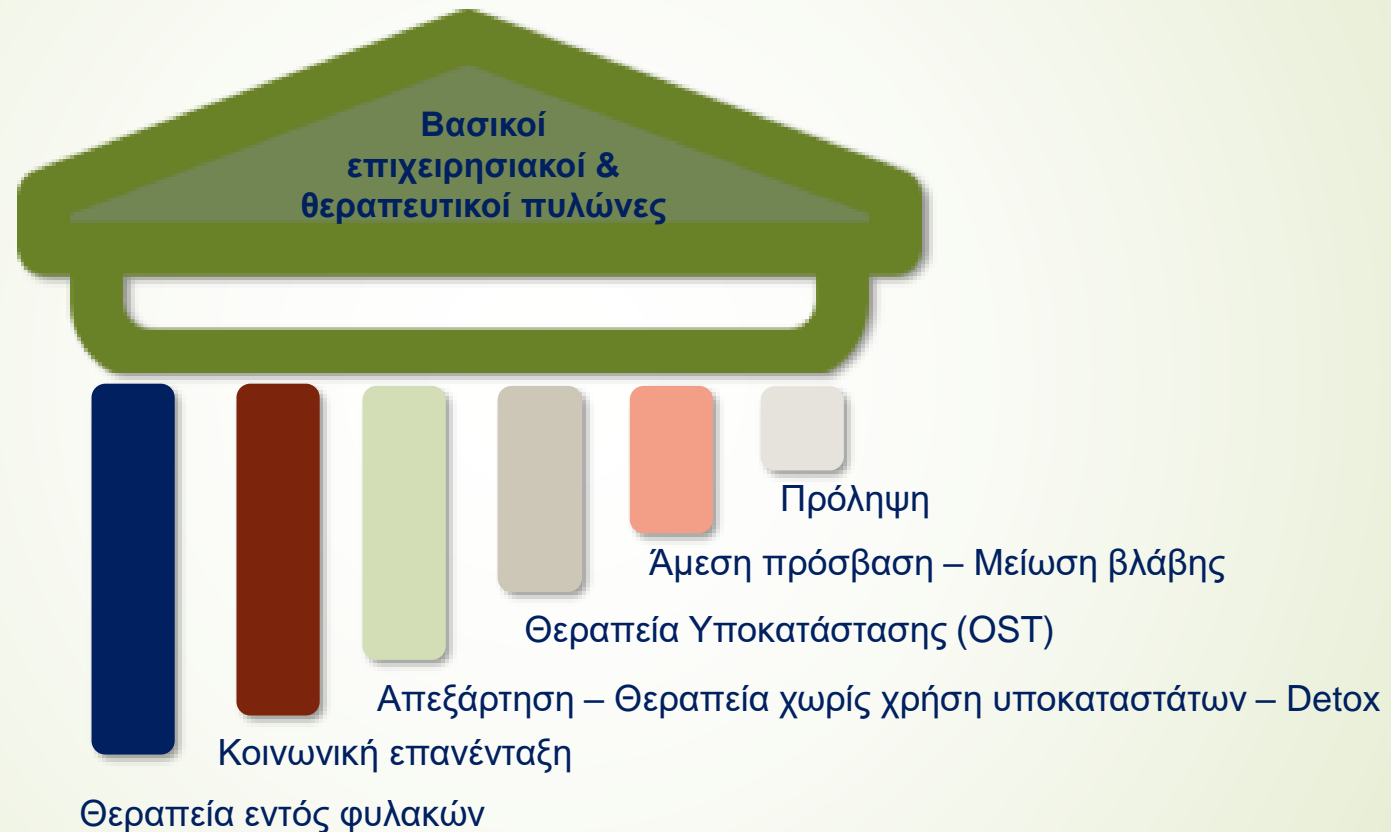 Βασικοί
επιχειρησιακοί &
θεραπευτικοί πυλώνες
Πρόληψη
Άμεση πρόσβαση – Μείωση βλάβης
Θεραπεία Υποκατάστασης (OST)
Απεξάρτηση – Θεραπεία χωρίς χρήση υποκαταστάτων – Detox
Κοινωνική επανένταξη
Θεραπεία εντός φυλακών